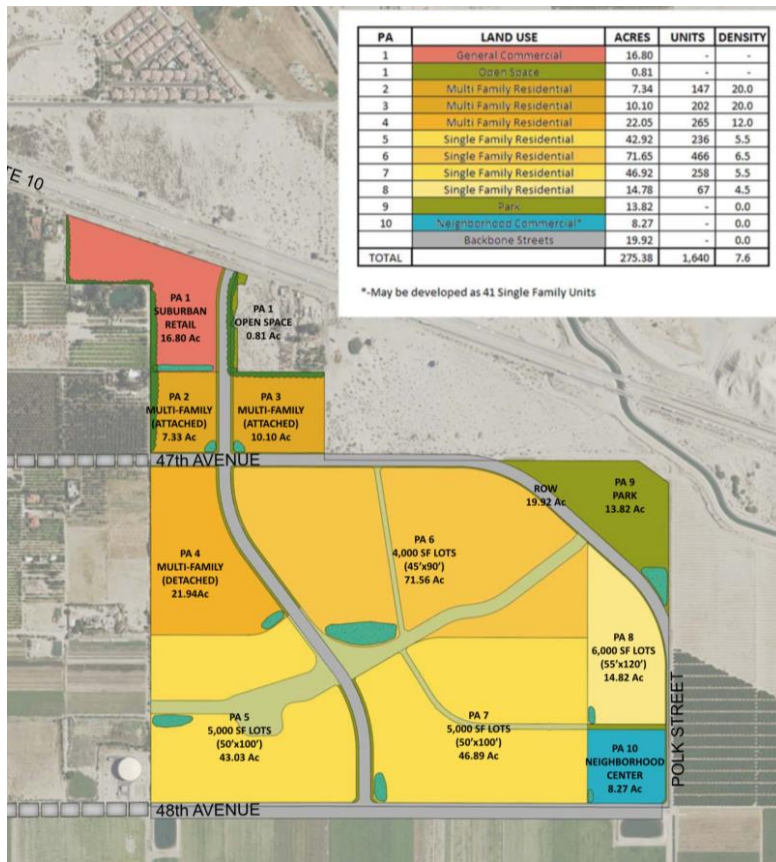 PA LAND USE ACRES UNITS DENSITY
1 General Commercial 16.80 - -
1 Open Space 0.81 - -
2 Multi Family Residential 7.34 147 20.0
3 Multi Family Residential 10.10 202 20.0
4 Multi Family Residential 22.05 265 12.0
5 Single Family Residential 42.92 236 5.5
6 Single Family Residential 71.65 466 6.5
7 Single Family Residential 46.92 258 5.5
8 Single Family Residential 14.78 67 4.5
9 Park 13.82 - 0.0
10 Neighborhood Commercial* 8.27 - 0.0
Backbone Streets 19.92 - 0.0
TOTAL 275.38 1,640 7.6
*-May be developed as 41 Single Family Units
TE 10
PA 1
SUBURBAN
RETAIL
16.80 Ac
PA 1
OPEN SPACE
0.81 Ac
PA 2
MULTI-FAMILY
(ATTACHED)
7.33 Ac
PA 3
MULTI-FAMILY
(ATTACHED)
10.10 Ac
47th AVENUE
ROW
19.92 Ac
PA 9
PARK
13.82 Ac
PA 4
MULTI-FAMILY
(DETACHED)
21.94Ac
PA 6
4,000 SF LOTS
(45'x90')
71.56 Ac
PA 8
6,000 SF LOTS
(55'x120')
14.82 Ac
PA 5
5,000 SF LOTS
(50'x100')
43.03 Ac
PA 7
5,000 SF LOTS
(50'x100')
46.89 Ac
PA 10
NEIGHBORHOOD
CENTER
8.27 Ac
POLK STREET
48th AVENUE